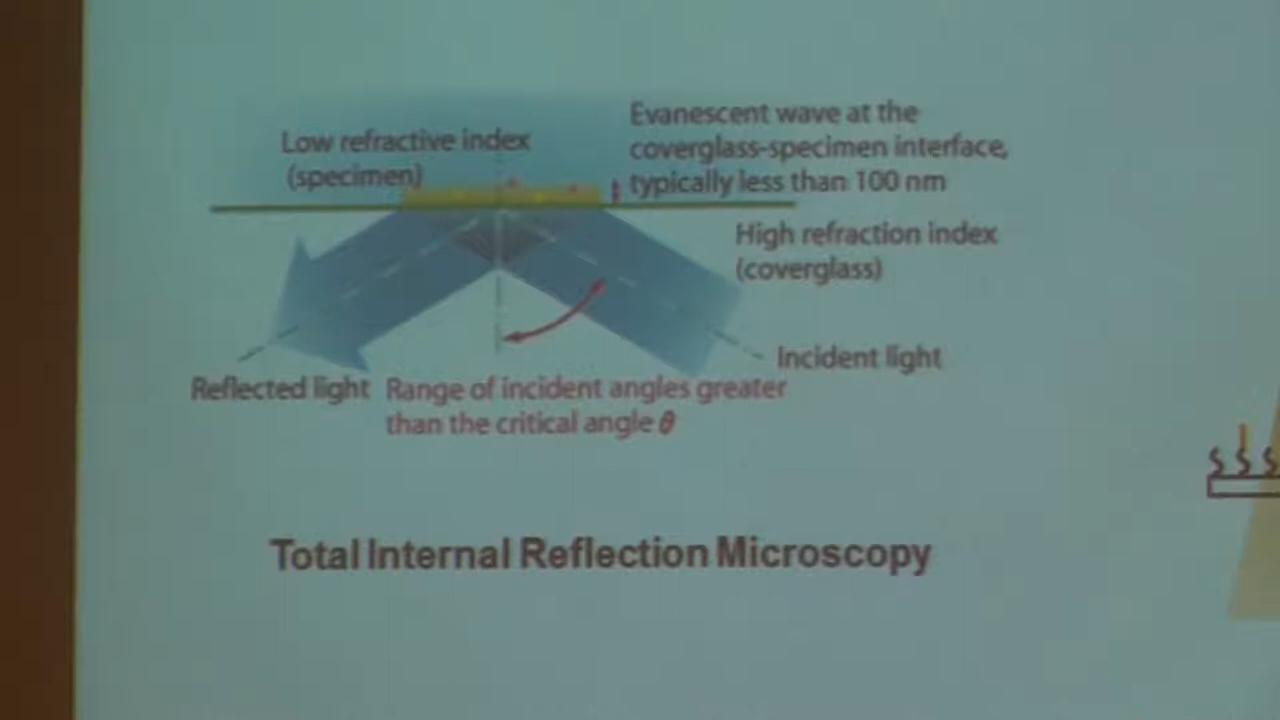 Low refractive index
(specimen)
Evanescent wave at the
coverglass-specimen interface,
typically less than 100 nm
High refraction index
(coverglass)
Incident light
Reflected light
Range of incident angles greater
than the critical angle θ
Total Internal Reflection Microscopy